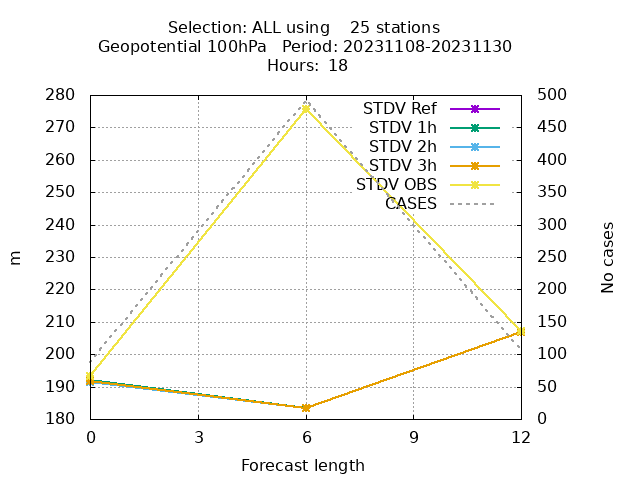 Selection: ALL using    25 stations
Geopotential 100hPa   Period: 20231108-20231130
Hours: 18
280
270
260
250
240
230
220
210
200
190
180
500
450
400
350
300
250
200
150
100
50
0
STDV Ref
STDV 1h
STDV 2h
STDV 3h
STDV OBS
CASES
m
No cases
0 3 6 9 12
Forecast length